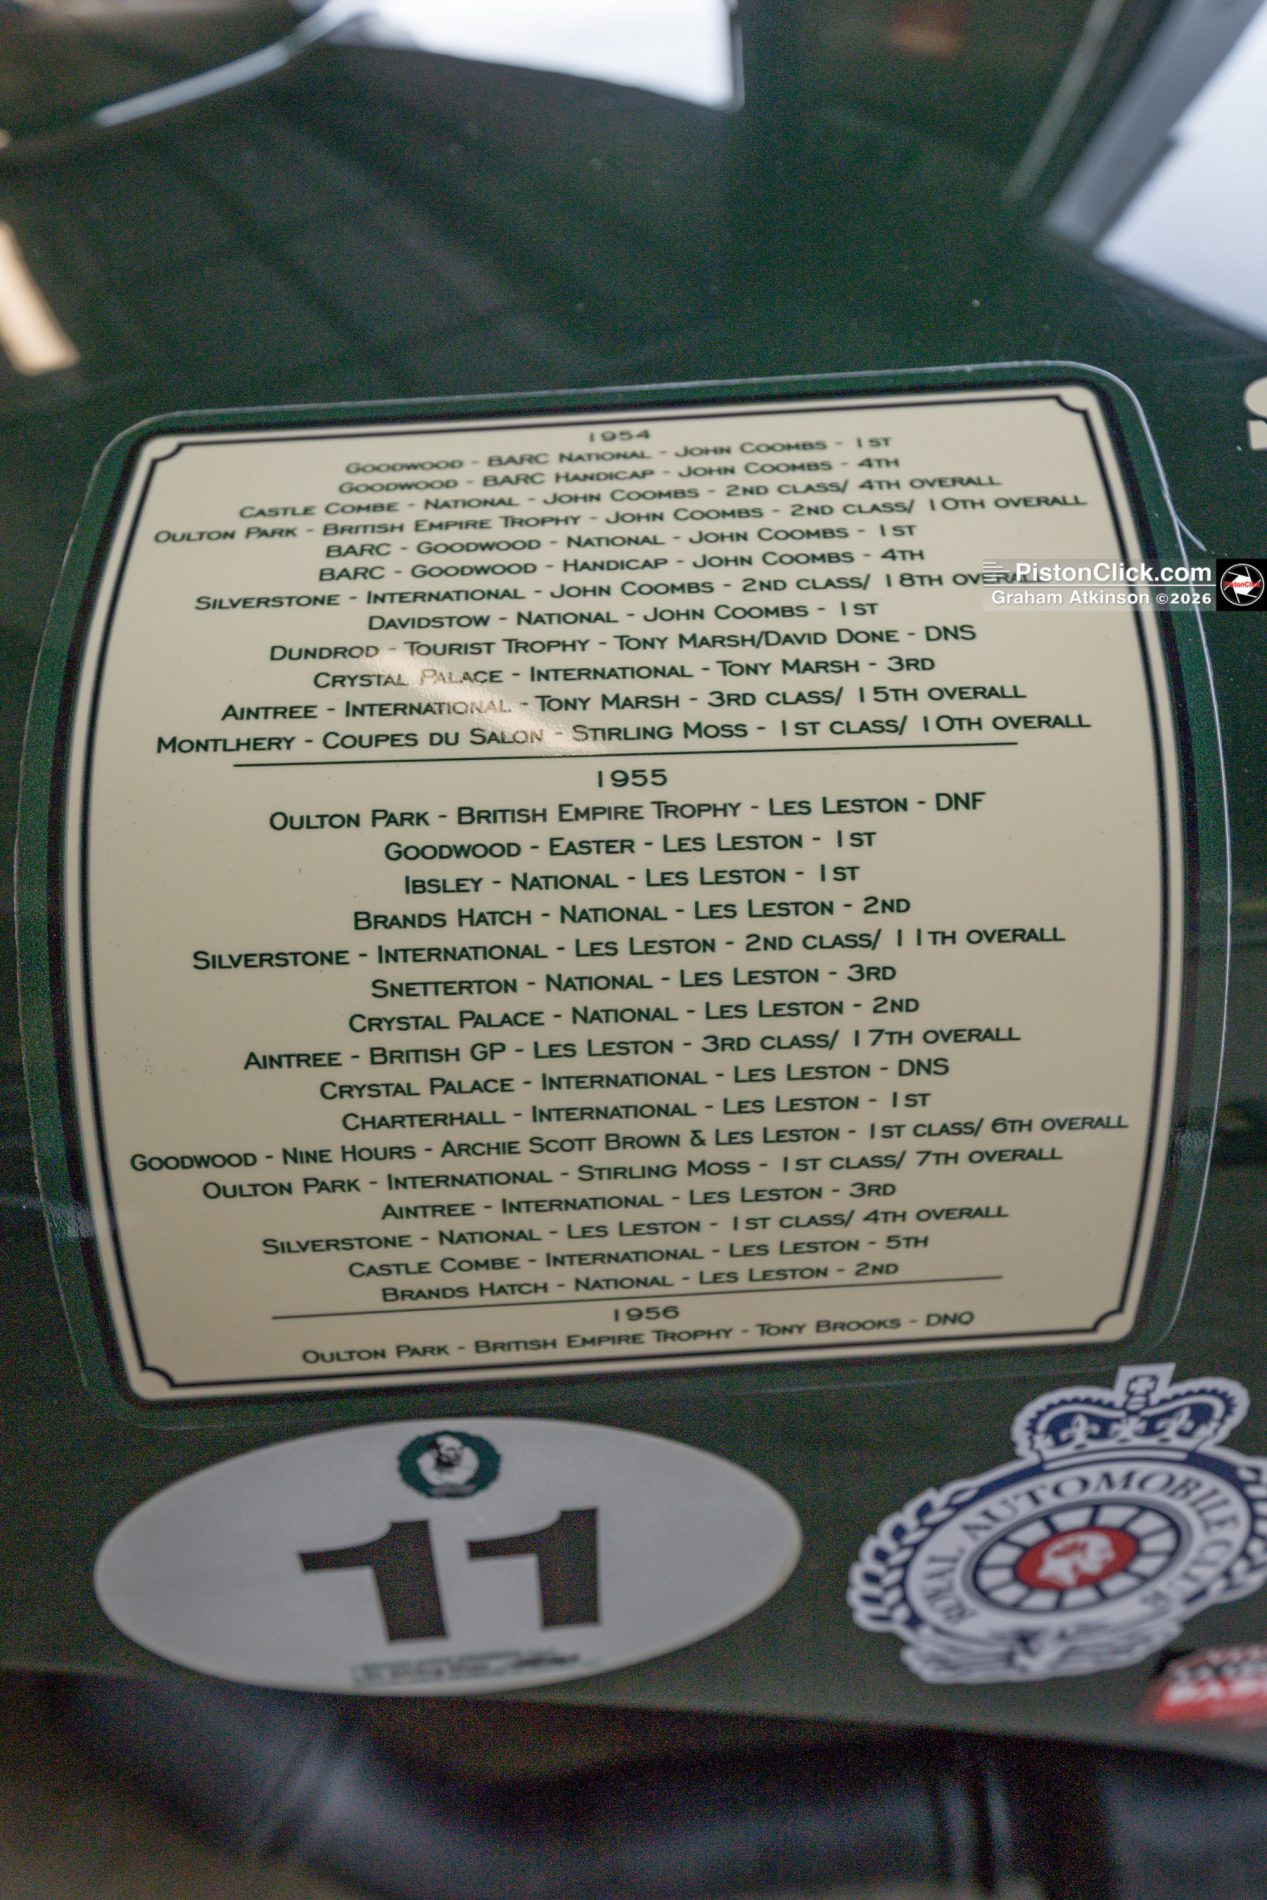 1954
Goodwood - BARC National - John Coombs - 1st
Goodwood - BARC Handicap - John Coombs - 4th
Castle Combe - National - John Coombs - 2nd class/ 4th overall
Oulton Park - British Empire Trophy - John Coombs - 2nd class/ 10th overall
BARC - Goodwood - National - John Coombs - 1st
BARC - Goodwood - Handicap - John Coombs - 4th
Silverstone - International - John Coombs - 2nd class/ 18th overall
Davidstow - National - John Coombs - 1st
Dundrod - Tourist Trophy - Tony Marsh/David Done - DNS
Crystal Palace - International - Tony Marsh - 3rd
Aintree - International - Tony Marsh - 3rd class/ 15th overall
Montlhery - Coupes du Salon - Stirling Moss - 1st class/ 10th overall
1955
Oulton Park - British Empire Trophy - Les Leston - DNF
Goodwood - Easter - Les Leston - 1st
Ibsley - National - Les Leston - 1st
Brands Hatch - National - Les Leston - 2nd
Silverstone - International - Les Leston - 2nd class/ 11th overall
Snetterton - National - Les Leston - 3rd
Crystal Palace - National - Les Leston - 2nd
Aintree - British GP - Les Leston - 3rd class/ 17th overall
Crystal Palace - International - Les Leston - DNS
Charterhall - International - Les Leston - 1st
Goodwood - Nine Hours - Archie Scott Brown & Les Leston - 1st class/ 6th overall
Oulton Park - International - Stirling Moss - 1st class/ 7th overall
Aintree - International - Les Leston - 3rd
Silverstone - National - Les Leston - 1st class/ 4th overall
Castle Combe - International - Les Leston - 5th
Brands Hatch - National - Les Leston - 2nd
1956
Oulton Park - British Empire Trophy - Tony Brooks - DNQ
PistonClick.com
Graham Atkinson ©2026
PistonClick
11
ROYAL AUTOMOBILE CLUB